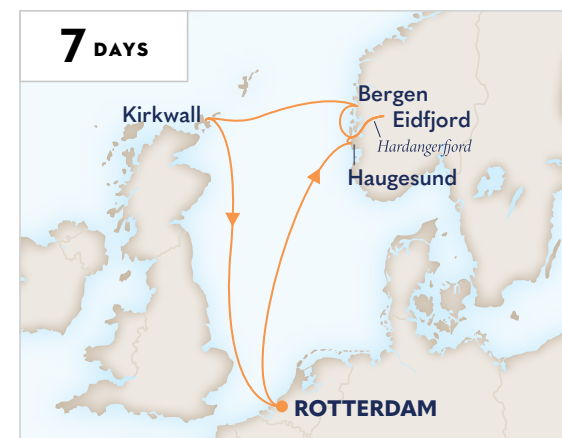 7 DAYS
Kirkwall
Bergen
Eidfjord
Hardangerfjord
Haugesund
ROTTERDAM